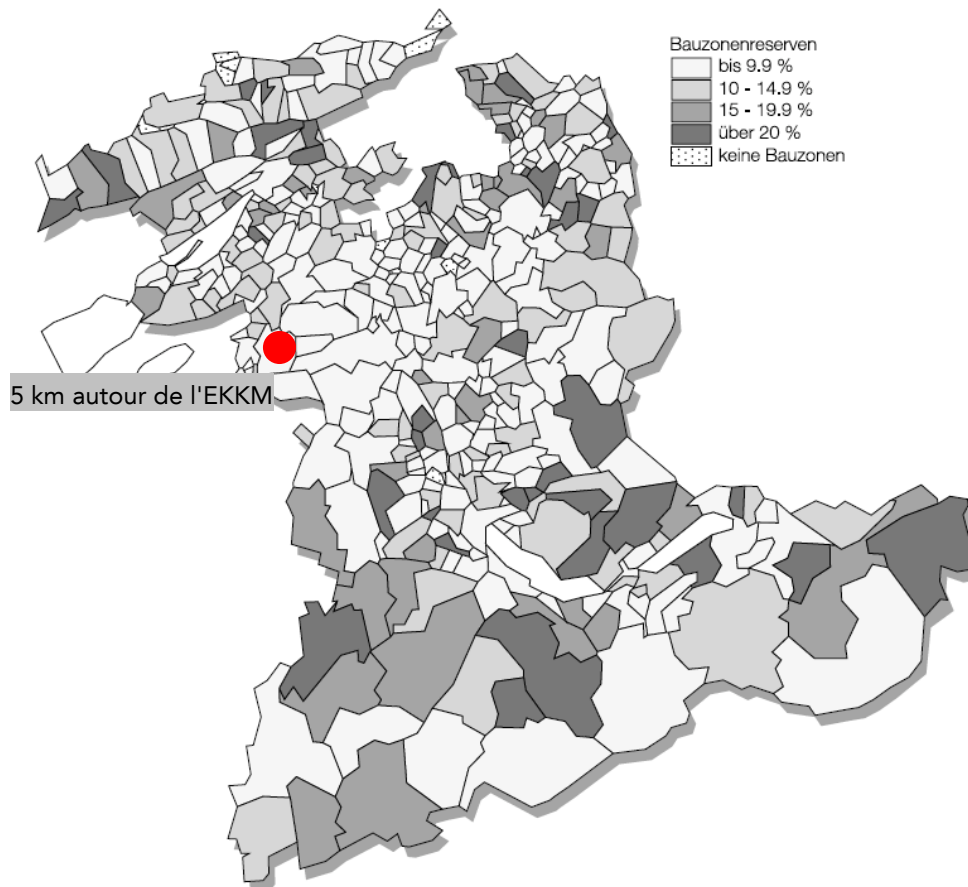 Bauzonenreserven
bis 9.9 %
10 - 14.9 %
15 - 19.9 %
über 20 %
keine Bauzonen
5 km autour de l'EKKM